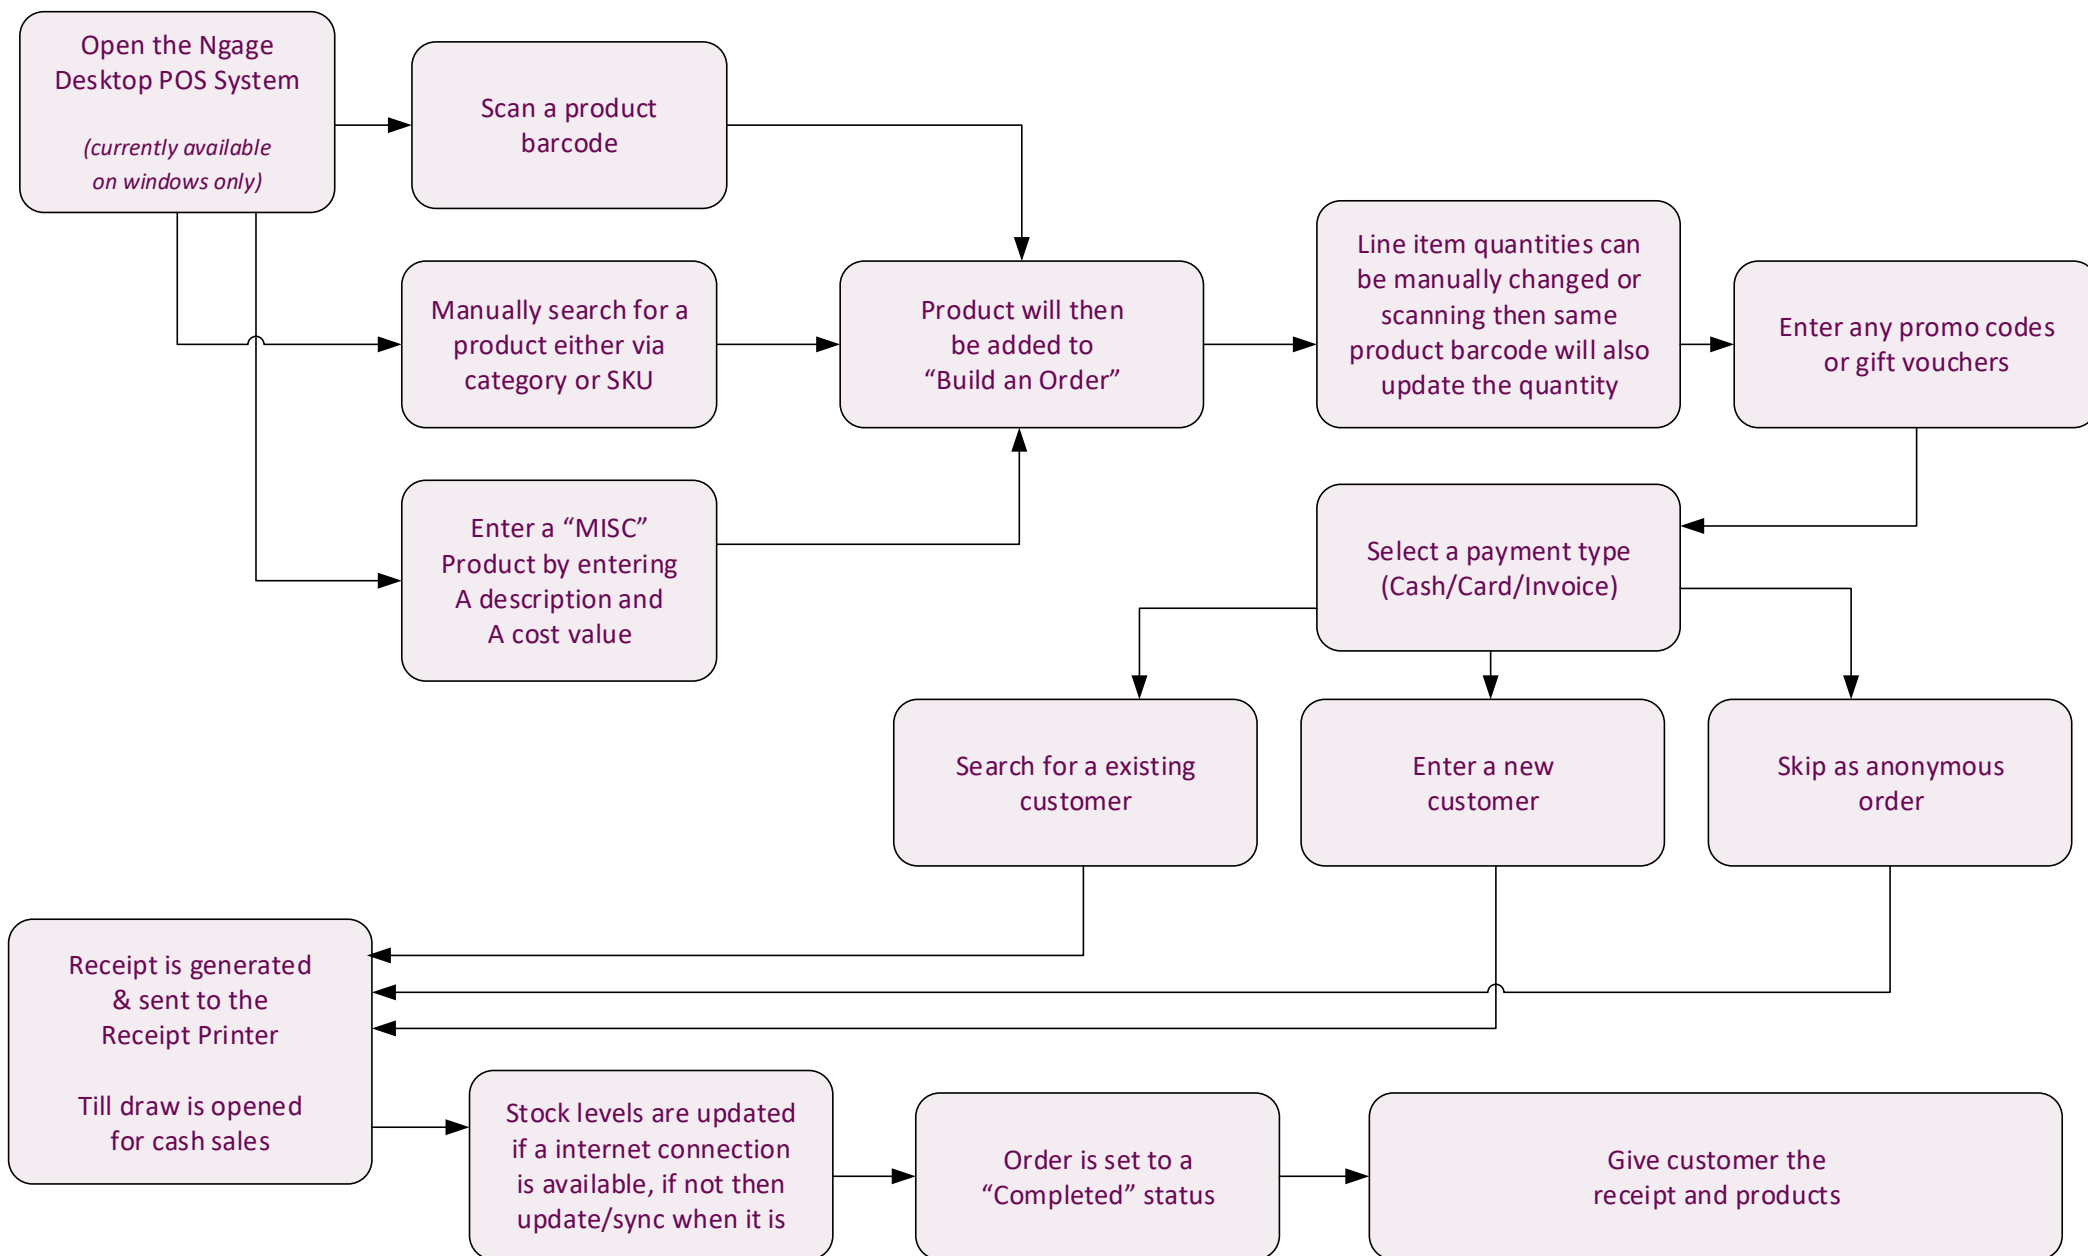 Open the Ngage
Desktop POS System
(currently available
on windows only)
Scan a product
barcode
Manually search for a
product either via
category or SKU
Enter a “MISC”
Product by entering
A description and
A cost value
Product will then
be added to
“Build an Order”
Line item quantities can
be manually changed or
scanning then same
product barcode will also
update the quantity
Enter any promo codes
or gift vouchers
Select a payment type
(Cash/Card/Invoice)
Search for a existing
customer
Enter a new
customer
Skip as anonymous
order
Receipt is generated
& sent to the
Receipt Printer
Till draw is opened
for cash sales
Stock levels are updated
if a internet connection
is available, if not then
update/sync when it is
Order is set to a
“Completed” status
Give customer the
receipt and products